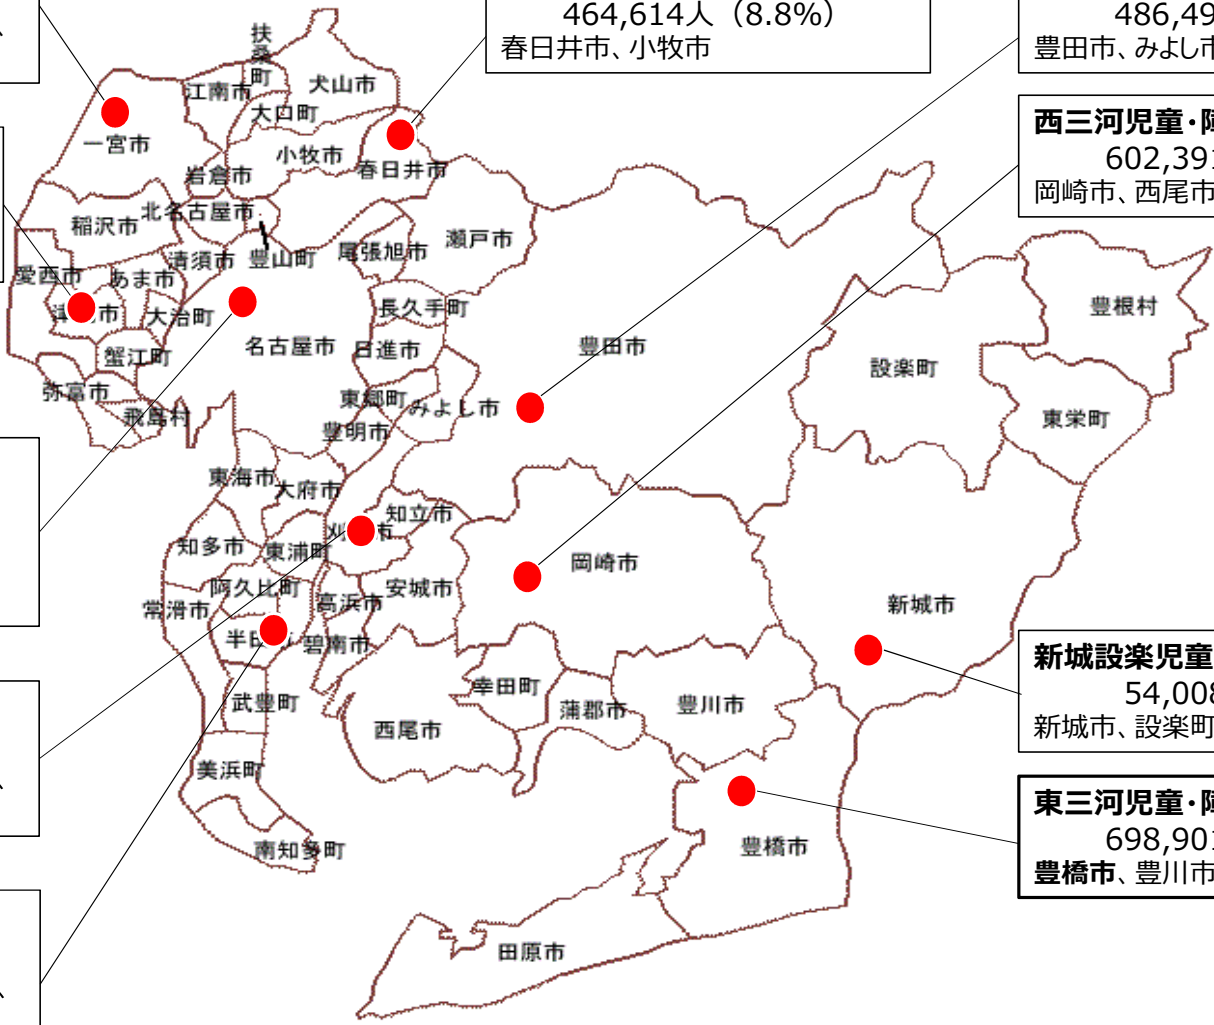 464,614人（8.8%）
春日井市、小牧市
486,49
豊田市、みよし市
西三河児童・障
602,391
岡崎市、西尾市
新城設楽児童
54,008
新城市、設楽町
東三河児童・障
698,901
豊橋市、豊川市
扶桑町
江南市
犬山市
大口町
一宮市
小牧市
岩倉市
春日井市
北名古屋市
稲沢市
瀬戸市
尾張旭市
清須市
豊山町
愛西市
あま市
長久手町
豊根村
市
大治町
名古屋市
日進市
豊田市
蟹江町
設楽町
弥富市
東郷町
みよし市
飛島村
東栄町
豊明市
東海市
大府市
知立市
刈
市
知多市
東浦町
岡崎市
阿久比町
安城市
高浜市
常滑市
新城市
半田
碧南市
幸田町
武豊町
蒲郡市
豊川市
西尾市
美浜町
南知多町
豊橋市
田原市